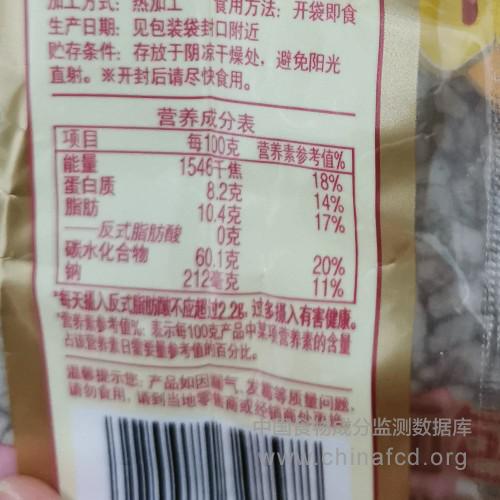 加工方式：热加工 食用方法：开袋即食
生产日期：见包装袋封口附近
贮存条件：存放于阴凉干燥处，避免阳光
直射。※开封后请尽快食用。
营养成分表
项目 每100克 营养素参考值%
能量 1546千焦 18%
蛋白质 8.2克 14%
脂肪 10.4克 17%
——反式脂肪酸 0克
碳水化合物 60.1克 20%
钠 212毫克 11%
*每天摄入反式脂肪酸不应超过2.2g，过多摄入有害健康。
*营养素参考值%：表示每100克产品中某项营养素的含量
占该营养素日需要量参考值的百分比。
温馨提示您：产品如因漏气、发霉等质量问题，
请勿食用，请到当地零售商或经销商处更换
中国食物成分监测数据库
www.chinafcd.org